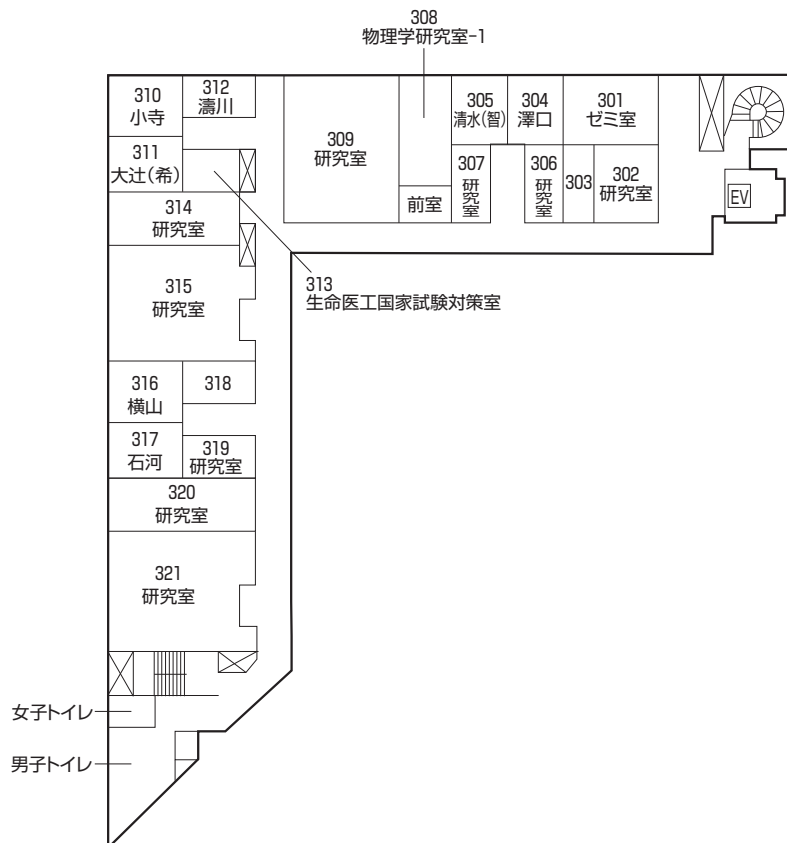 308
物理学研究室-1
310
小寺
312
濤川
309
研究室
305
清水(智)
304
澤口
301
ゼミ室
311
大辻(希)
307
研究室
306
研究室
303
302
研究室
前室
EV
314
研究室
313
生命医工国家試験対策室
315
研究室
316
横山
318
317
石河
319
研究室
320
研究室
321
研究室
女子トイレ
男子トイレ